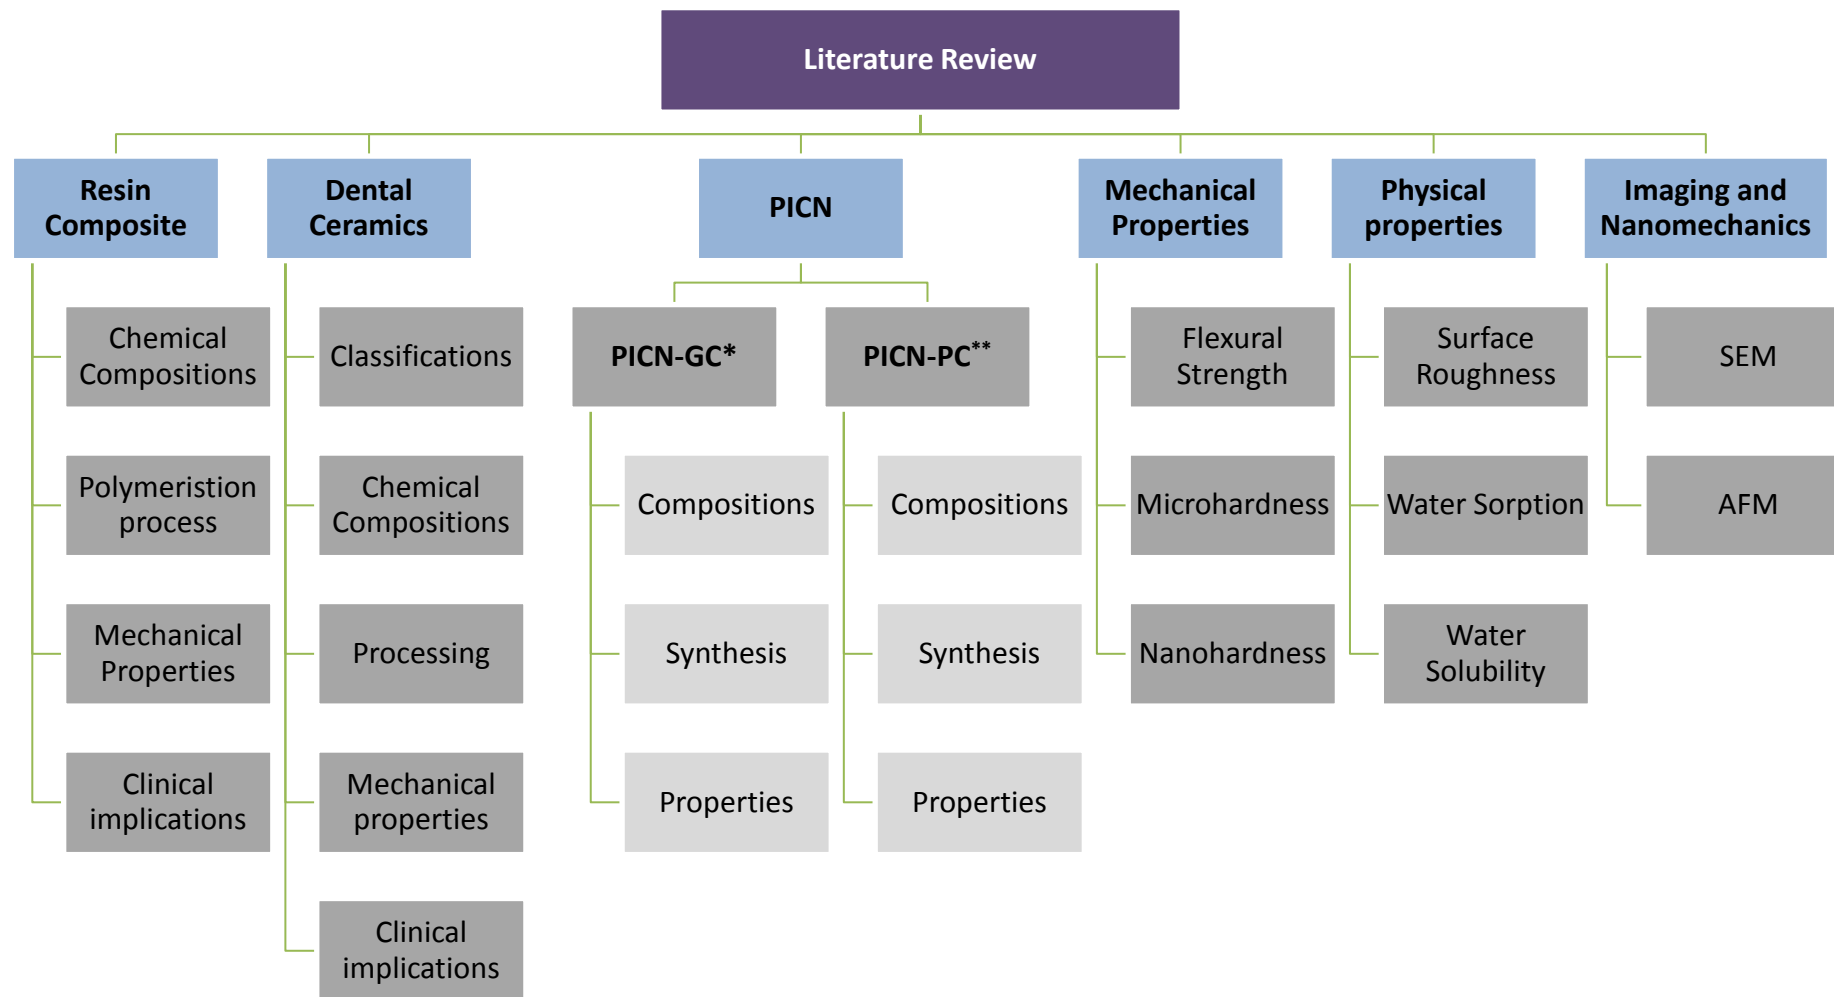 Literature Review
Resin
Composite
Dental
Ceramics
PICN
Mechanical
Properties
Physical
properties
Imaging and
Nanomechanics
Chemical
Compositions
Polymeristion
process
Mechanical
Properties
Clinical
implications
Classifications
Chemical
Compositions
Processing
Mechanical
properties
Clinical
implications
PICN-GC*
Compositions
Synthesis
Properties
PICN-PC**
Compositions
Synthesis
Properties
Flexural
Strength
Microhardness
Nanohardness
Surface
Roughness
Water Sorption
Water
Solubility
SEM
AFM